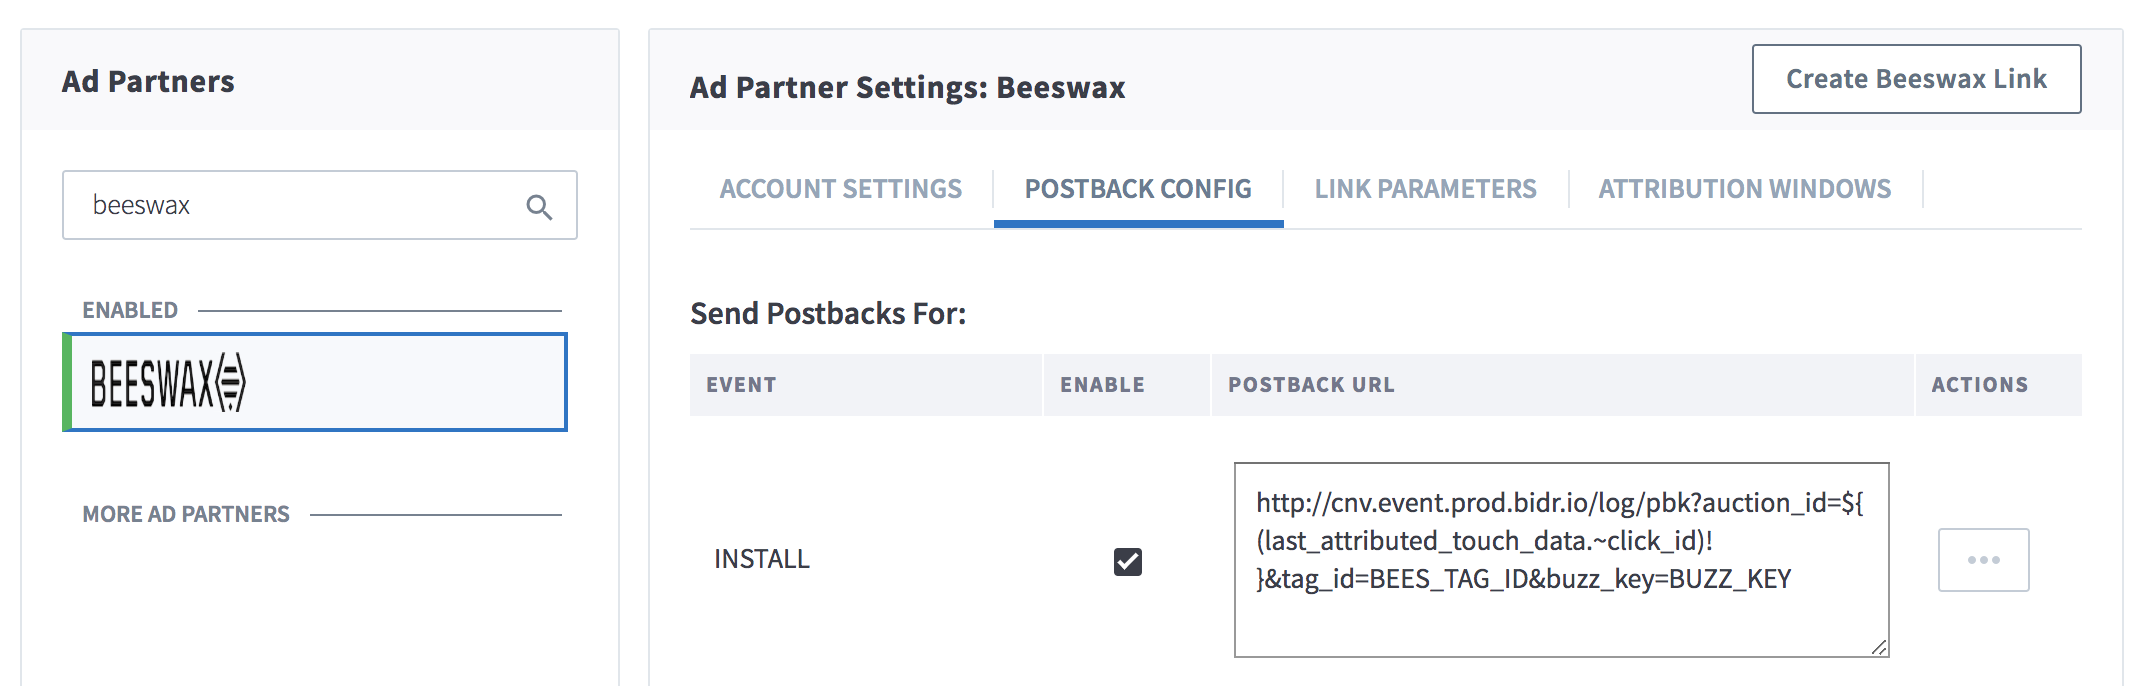 Ad Partners
beeswax
ENABLED
BEESWAX
MORE AD PARTNERS
Ad Partner Settings: Beeswax
Create Beeswax Link
ACCOUNT SETTINGS
POSTBACK CONFIG
LINK PARAMETERS
ATTRIBUTION WINDOWS
Send Postbacks For:
EVENT
ENABLE
POSTBACK URL
ACTIONS
INSTALL
http://cnv.event.prod.bidr.io/log/pbk?auction_id=${
(last_attributed_touch_data.~click_id)!
}&tag_id=BEES_TAG_ID&buzz_key=BUZZ_KEY